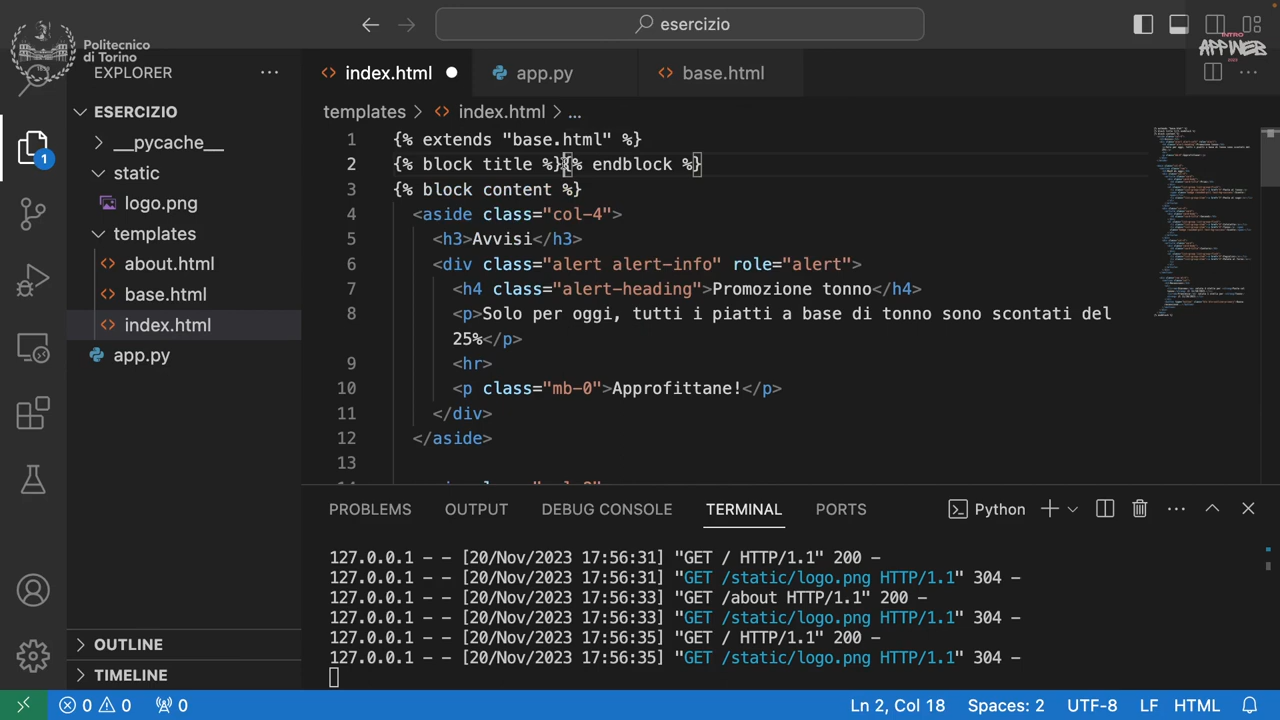 esercizio
Politecnico
di Torino
INTRO
APPWEB
2023
EXPLORER
index.html
app.py
base.html
ESERCIZIO
templates > index.html > ...
__pycache__
static
logo.png
templates
about.html
base.html
index.html
app.py
1 {% extends "base.html" %}
2 {% block title %}{% endblock %}
3 {% block content %}
4 <aside class="col-4">
5 <h3>Avvisi</h3>
6 <div class="alert alert-info" role="alert">
7 <h4 class="alert-heading">Promozione tonno</h4>
8 <p>Solo per oggi, tutti i pasti a base di tonno sono scontati del
25%</p>
9 <hr>
10 <p class="mb-0">Approfittane!</p>
11 </div>
12 </aside>
13
PROBLEMS OUTPUT DEBUG CONSOLE TERMINAL PORTS
Python
127.0.0.1 - - [20/Nov/2023 17:56:31] "GET / HTTP/1.1" 200 -
127.0.0.1 - - [20/Nov/2023 17:56:31] "GET /static/logo.png HTTP/1.1" 304 -
127.0.0.1 - - [20/Nov/2023 17:56:33] "GET /about HTTP/1.1" 200 -
127.0.0.1 - - [20/Nov/2023 17:56:33] "GET /static/logo.png HTTP/1.1" 304 -
127.0.0.1 - - [20/Nov/2023 17:56:35] "GET / HTTP/1.1" 200 -
127.0.0.1 - - [20/Nov/2023 17:56:35] "GET /static/logo.png HTTP/1.1" 304 -
OUTLINE
TIMELINE
1
0 0 0
Ln 2, Col 18 Spaces: 2 UTF-8 LF HTML